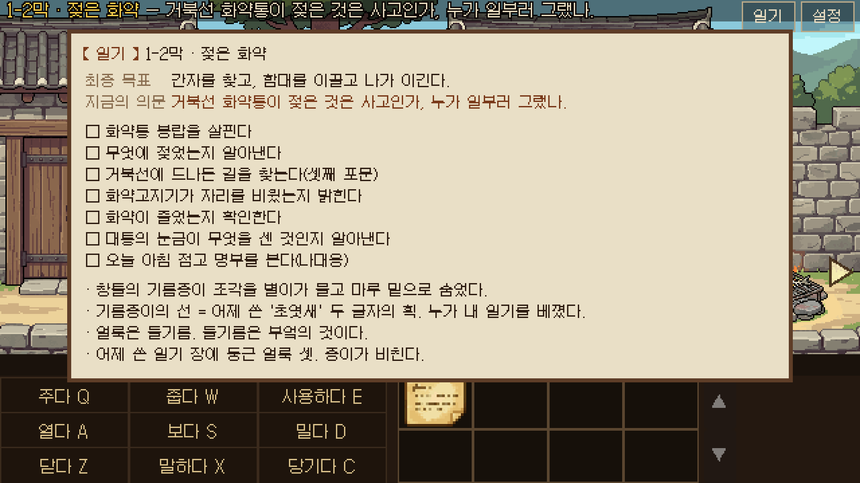 1-2막 · 젖은 화약 — 거북선 화약통이 젖은 것은 사고인가, 누가 일부러 그랬나.
일기
설정
【 일기 】 1-2막 · 젖은 화약
최종 목표 간자를 찾고, 함대를 이끌고 나가 이긴다.
지금의 의문 거북선 화약통이 젖은 것은 사고인가, 누가 일부러 그랬나.
□ 화약통 봉랍을 살핀다
□ 무엇에 젖었는지 알아낸다
□ 거북선에 드나든 길을 찾는다(셋째 포문)
□ 화약고지기가 자리를 비웠는지 밝힌다
□ 화약이 줄었는지 확인한다
□ 대통의 눈금이 무엇을 센 것인지 알아낸다
□ 오늘 아침 점고 명부를 본다(나대용)
· 창틀의 기름종이 조각을 별이가 물고 마루 밑으로 숨었다.
· 기름종이의 선 = 어제 쓴 '초엿새' 두 글자의 획. 누가 내 일기를 베꼈다.
· 얼룩은 들기름. 들기름은 부엌의 것이다.
· 어제 쓴 일기 장에 둥근 얼룩 셋. 종이가 비친다.
주다 Q
줍다 W
사용하다 E
열다 A
보다 S
밀다 D
닫다 Z
말하다 X
당기다 C